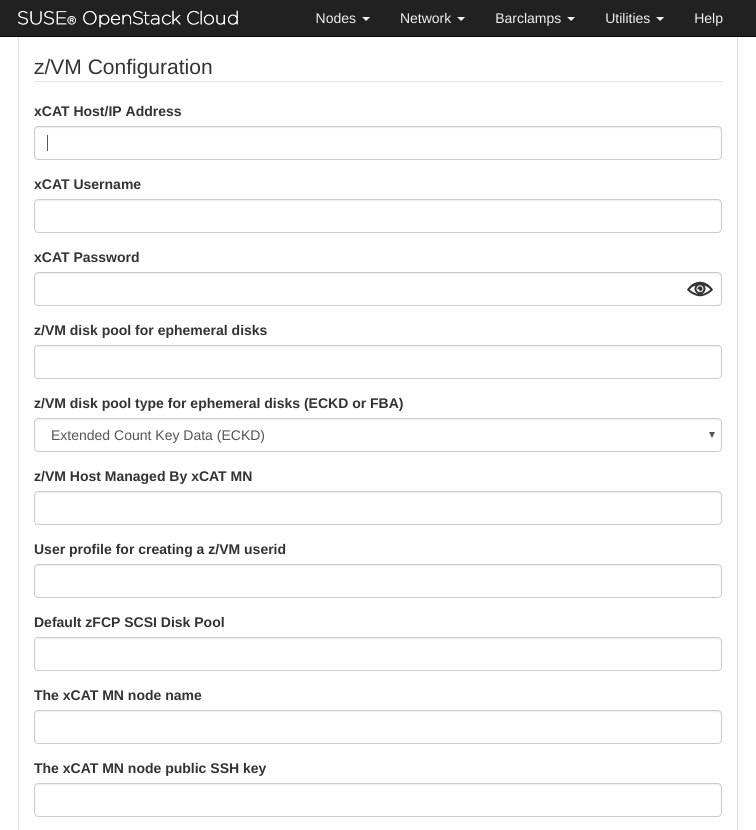 SUSE® OpenStack Cloud Nodes Network Barclamps Utilities Help
z/VM Configuration
xCAT Host/IP Address
xCAT Username
xCAT Password
z/VM disk pool for ephemeral disks
z/VM disk pool type for ephemeral disks (ECKD or FBA)
Extended Count Key Data (ECKD)
z/VM Host Managed By xCAT MN
User profile for creating a z/VM userid
Default zFCP SCSI Disk Pool
The xCAT MN node name
The xCAT MN node public SSH key